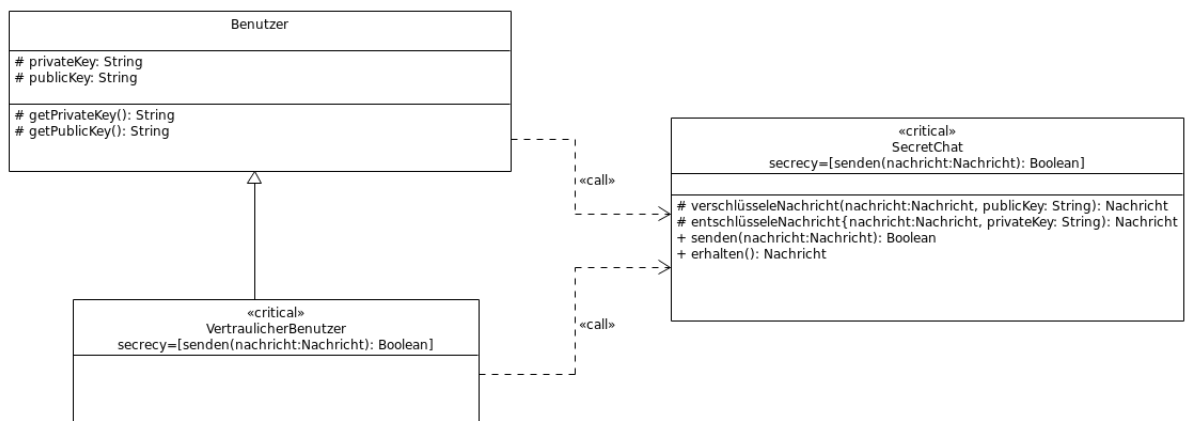 Benutzer
# privateKey: String
# publicKey: String
# getPrivateKey(): String
# getPublicKey(): String
«call»
«critical»
SecretChat
secrecy=[senden(nachricht:Nachricht): Boolean]
# verschlüsseleNachricht(nachricht:Nachricht, publicKey: String): Nachricht
# entschlüsseleNachricht{nachricht:Nachricht, privateKey: String): Nachricht
+ senden(nachricht:Nachricht): Boolean
+ erhalten(): Nachricht
«call»
«critical»
VertraulicherBenutzer
secrecy=[senden(nachricht:Nachricht): Boolean]